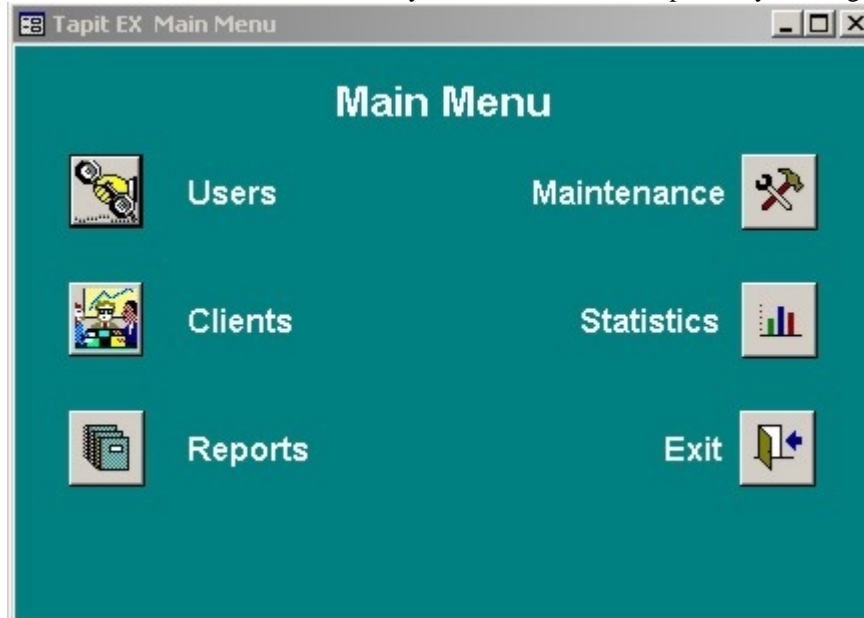 Tapit EX Main Menu
Main Menu
Users
Maintenance
Clients
Statistics
Reports
Exit